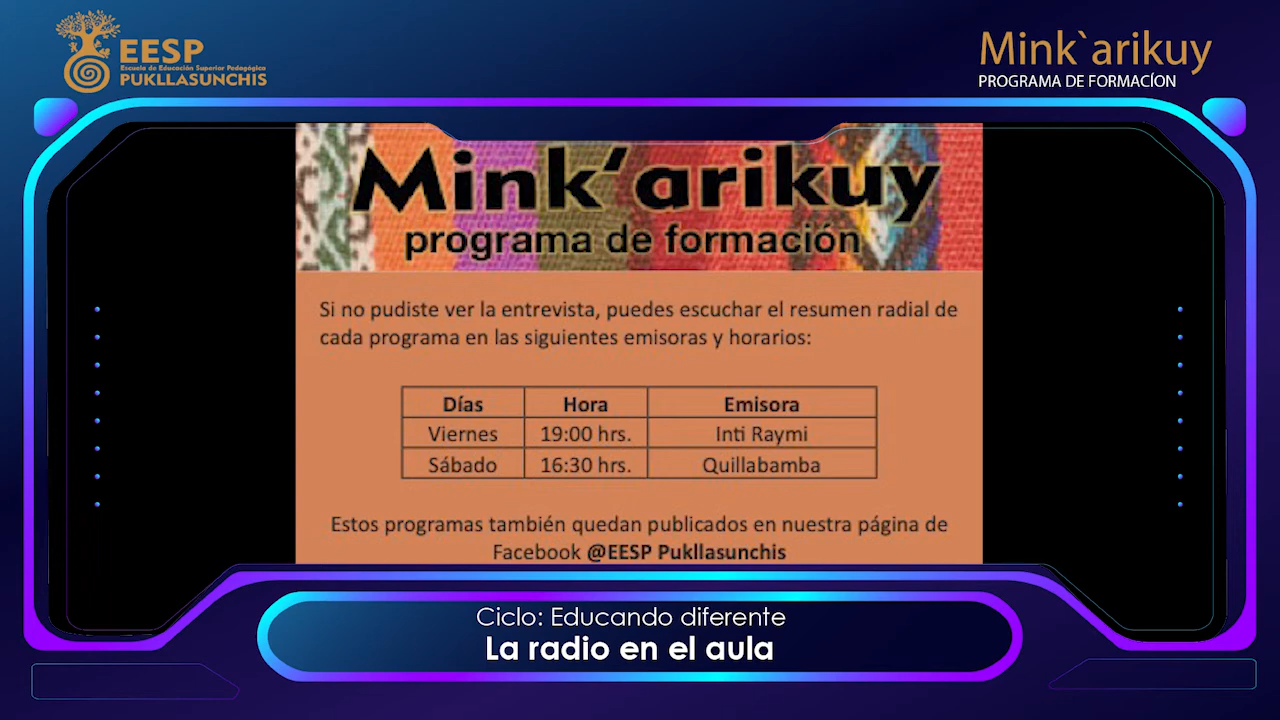 EESP
Escuela de Educación Superior Pedagógica
PUKLLASUNCHIS
Mink`arikuy
PROGRAMA DE FORMACÍON
Mink'arikuy
programa de formación
Si no pudiste ver la entrevista, puedes escuchar el resumen radial de
cada programa en las siguientes emisoras y horarios:
Días Hora Emisora
Viernes 19:00 hrs. Inti Raymi
Sábado 16:30 hrs. Quillabamba
Estos programas también quedan publicados en nuestra página de
Facebook @EESP Pukllasunchis
Ciclo: Educando diferente
La radio en el aula